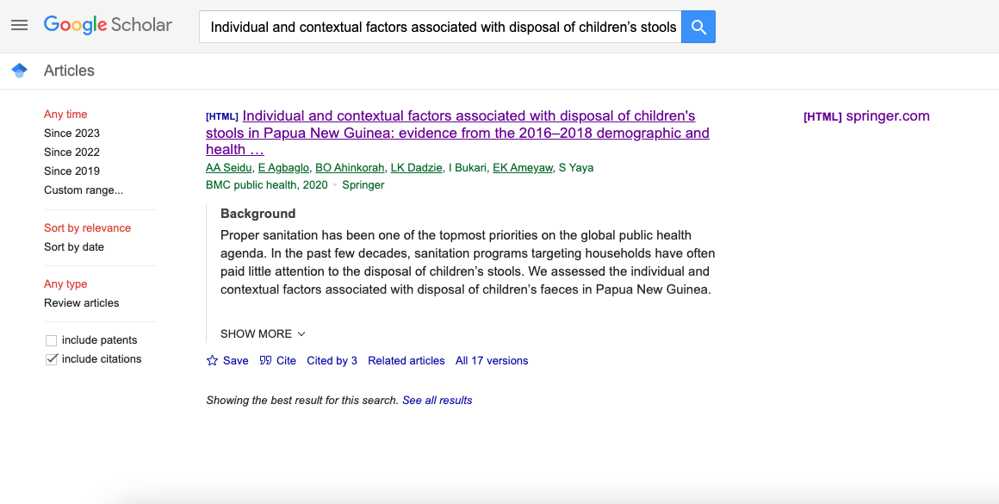 Google Scholar
Individual and contextual factors associated with disposal of children’s stools
Articles
Any time
Since 2023
Since 2022
Since 2019
Custom range...
Sort by relevance
Sort by date
Any type
Review articles
include patents
include citations
[HTML] Individual and contextual factors associated with disposal of children's
stools in Papua New Guinea: evidence from the 2016–2018 demographic and
health …
AA Seidu, E Agbaglo, BO Ahinkorah, LK Dadzie, I Bukari, EK Ameyaw, S Yaya
BMC public health, 2020 • Springer
Background
Proper sanitation has been one of the topmost priorities on the global public health
agenda. In the past few decades, sanitation programs targeting households have often
paid little attention to the disposal of children’s stools. We assessed the individual and
contextual factors associated with disposal of children’s faeces in Papua New Guinea.
SHOW MORE
Save Cite Cited by 3 Related articles All 17 versions
Showing the best result for this search. See all results
[HTML] springer.com